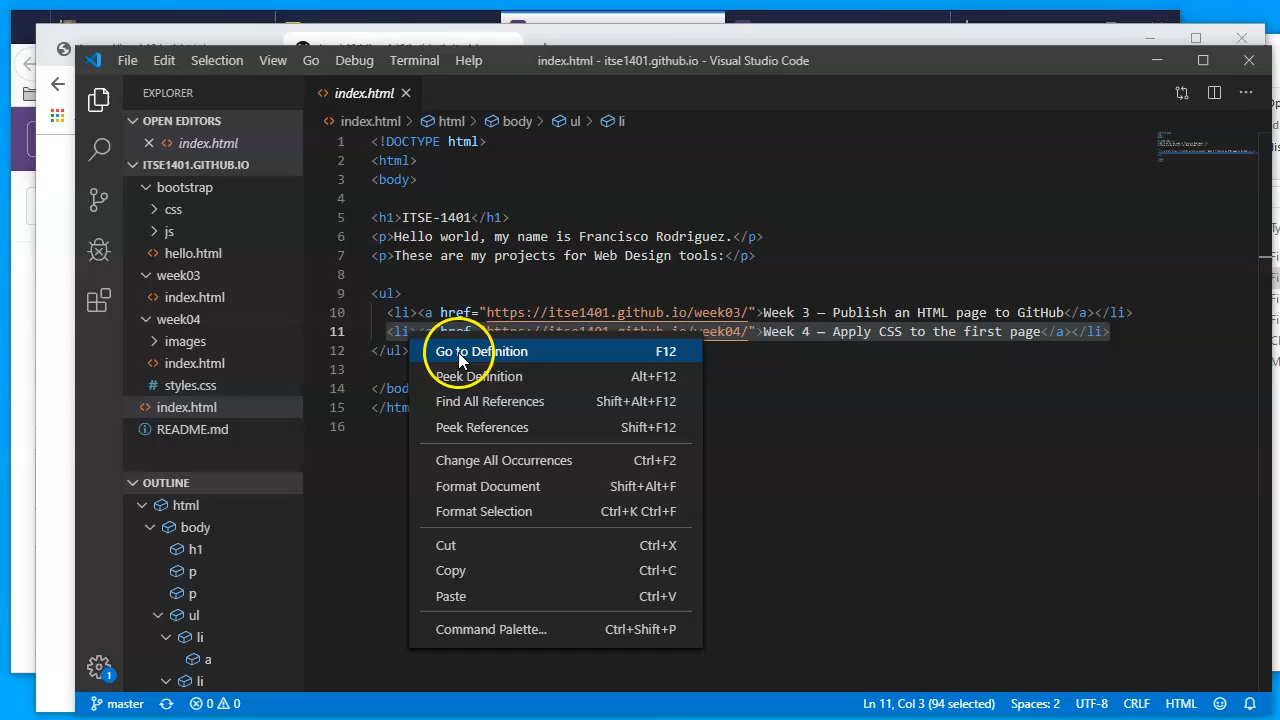 File Edit Selection View Go Debug Terminal Help index.html - itse1401.github.io - Visual Studio Code
EXPLORER
index.html
OPEN EDITORS
index.html
ITSE1401.GITHUB.IO
bootstrap
css
js
hello.html
week03
index.html
week04
images
index.html
styles.css
index.html
README.md
OUTLINE
html
body
h1
p
p
ul
li
a
li
index.html > html > body > ul > li
1 <!DOCTYPE html>
2 <html>
3 <body>
4
5 <h1>ITSE-1401</h1>
6 <p>Hello world, my name is Francisco Rodriguez.</p>
7 <p>These are my projects for Web Design tools:</p>
8
9 <ul>
10 <li><a href="https://itse1401.github.io/week03/">Week 3 – Publish an HTML page to GitHub</a></li>
11 <li><a href="https://itse1401.github.io/week04/">Week 4 – Apply CSS to the first page</a></li>
12 </ul>
13
14 </bod
15 </htm
16
Go to Definition F12
Peek Definition Alt+F12
Find All References Shift+Alt+F12
Peek References Shift+F12
Change All Occurrences Ctrl+F2
Format Document Shift+Alt+F
Format Selection Ctrl+K Ctrl+F
Cut Ctrl+X
Copy Ctrl+C
Paste Ctrl+V
Command Palette... Ctrl+Shift+P
1
master 0 0 Ln 11, Col 3 (94 selected) Spaces: 2 UTF-8 CRLF HTML